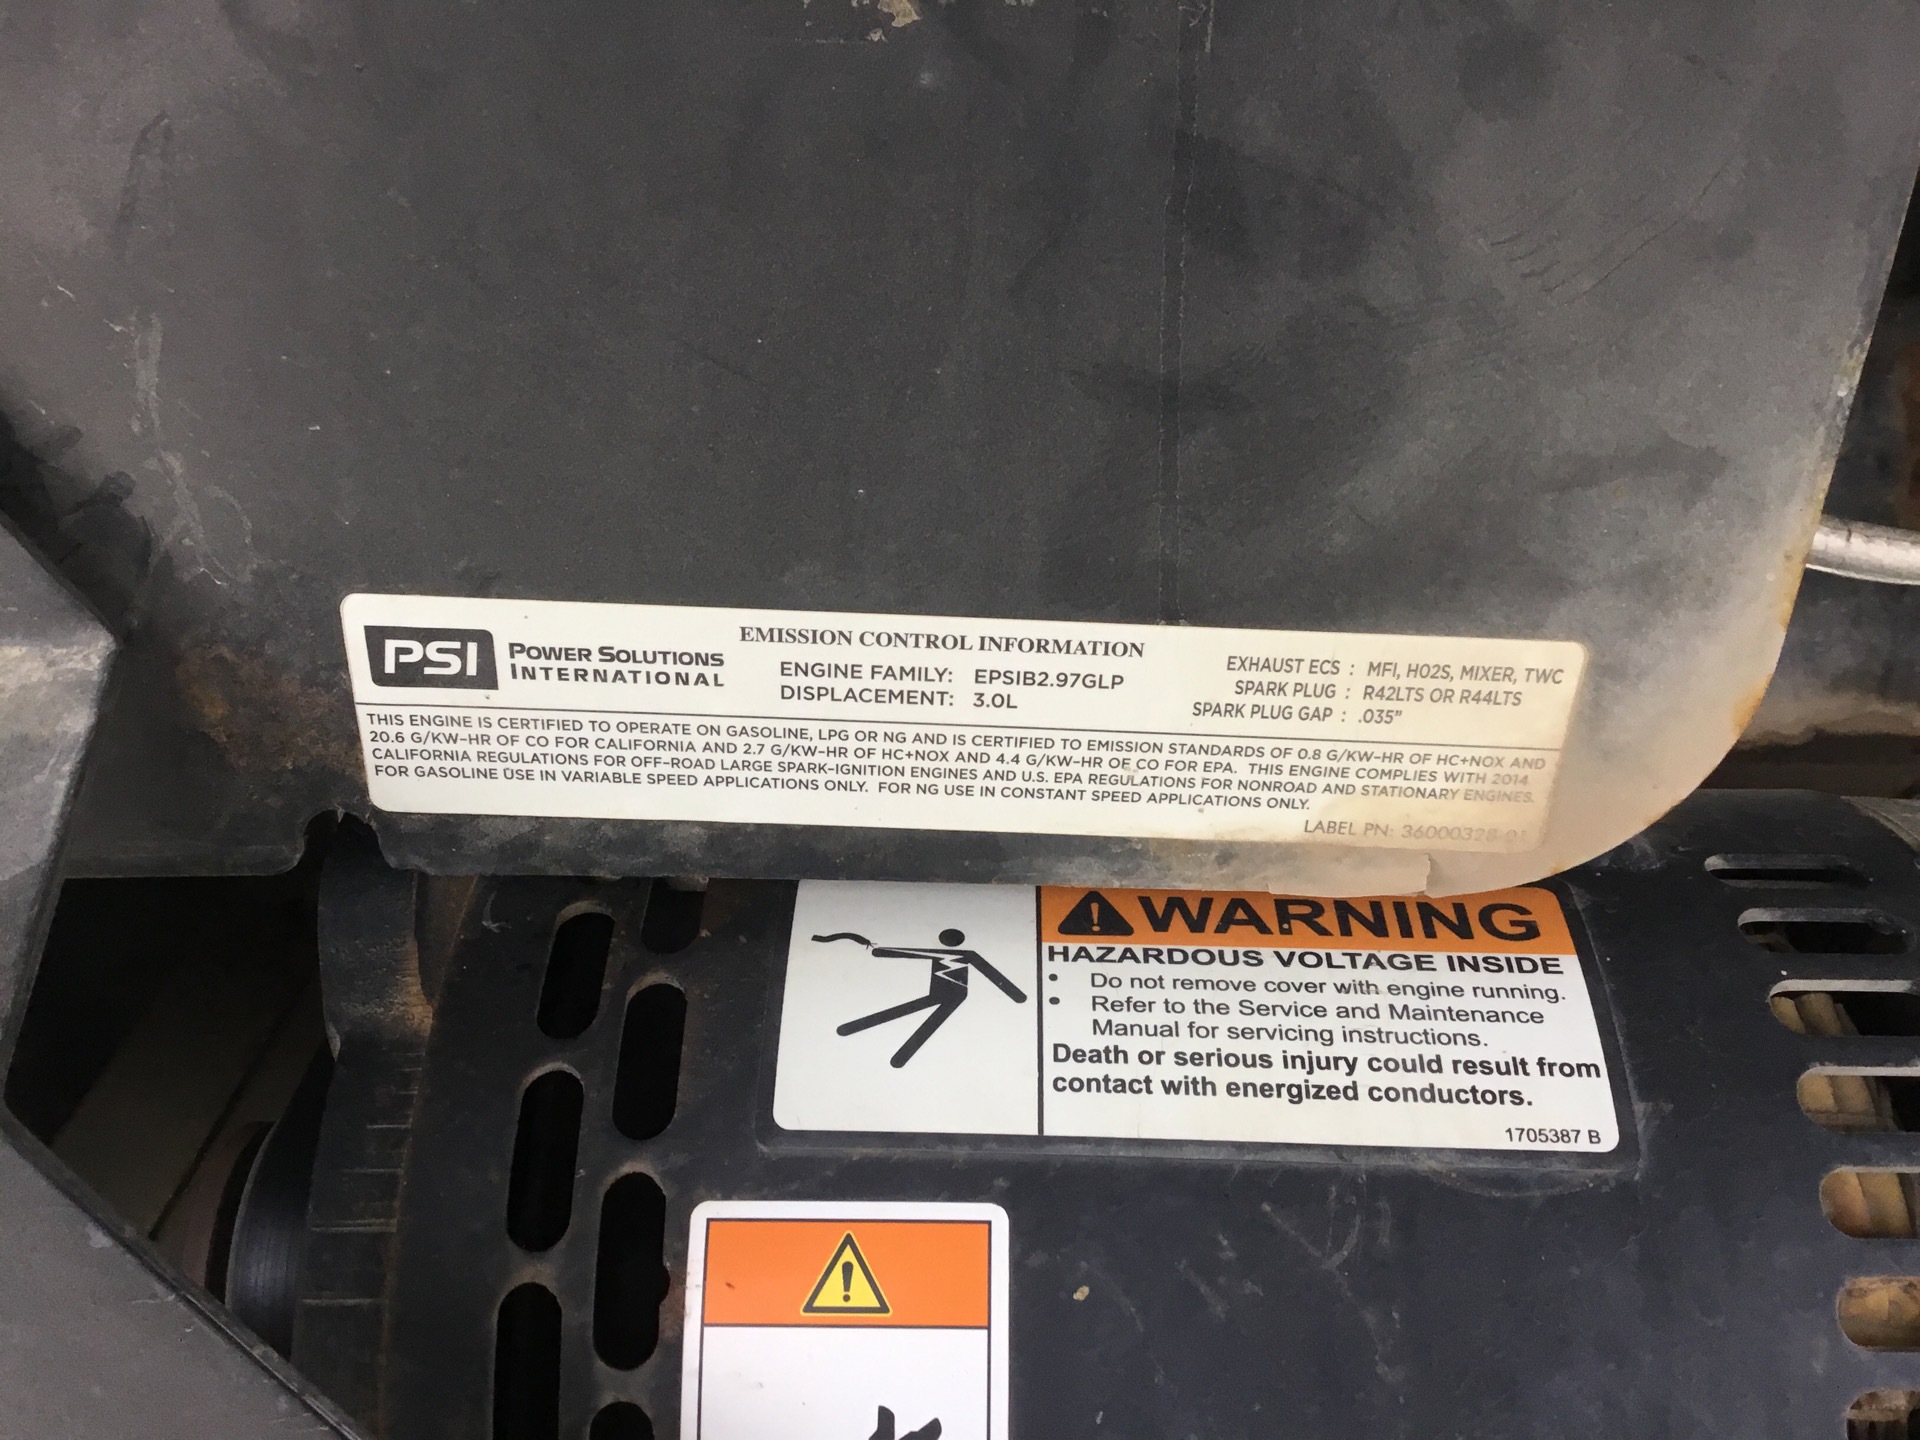 PSI
POWER SOLUTIONS
INTERNATIONAL
EMISSION CONTROL INFORMATION
ENGINE FAMILY: EPSIB2.97GLP
DISPLACEMENT: 3.0L
EXHAUST ECS : MFI, HO2S, MIXER, TWC
SPARK PLUG : R42LTS OR R44LTS
SPARK PLUG GAP : .035"
THIS ENGINE IS CERTIFIED TO OPERATE ON GASOLINE, LPG OR NG AND IS CERTIFIED TO EMISSION STANDARDS OF 0.8 G/KW-HR OF HC+NOX AND
20.6 G/KW-HR OF CO FOR CALIFORNIA AND 2.7 G/KW-HR OF HC+NOX AND 4.4 G/KW-HR OF CO FOR EPA. THIS ENGINE COMPLIES WITH 2014
CALIFORNIA REGULATIONS FOR OFF-ROAD LARGE SPARK-IGNITION ENGINES AND U.S. EPA REGULATIONS FOR NONROAD AND STATIONARY ENGINES.
FOR GASOLINE USE IN VARIABLE SPEED APPLICATIONS ONLY. FOR NG USE IN CONSTANT SPEED APPLICATIONS ONLY.
LABEL PN: 36000328-01
WARNING
HAZARDOUS VOLTAGE INSIDE
• Do not remove cover with engine running.
• Refer to the Service and Maintenance
Manual for servicing instructions.
Death or serious injury could result from
contact with energized conductors.
1705387 B